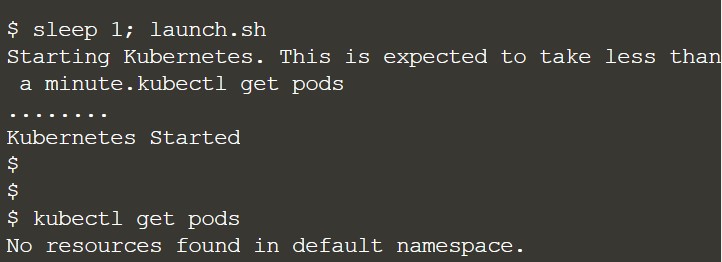 $ sleep 1; launch.sh
Starting Kubernetes. This is expected to take less than
 a minute.kubectl get pods
........
Kubernetes Started
$
$
$ kubectl get pods
No resources found in default namespace.